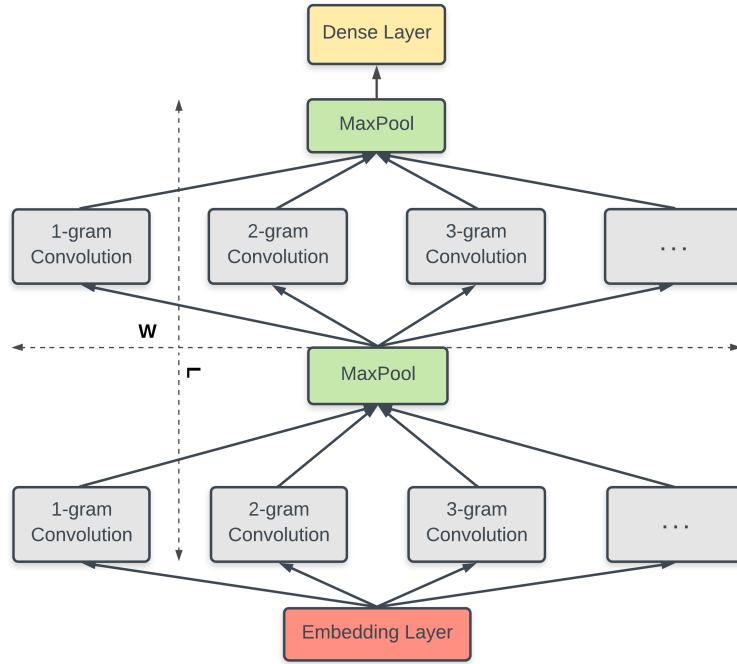 Dense Layer
MaxPool
1-gram
Convolution
2-gram
Convolution
3-gram
Convolution
...
W
L
MaxPool
1-gram
Convolution
2-gram
Convolution
3-gram
Convolution
...
Embedding Layer